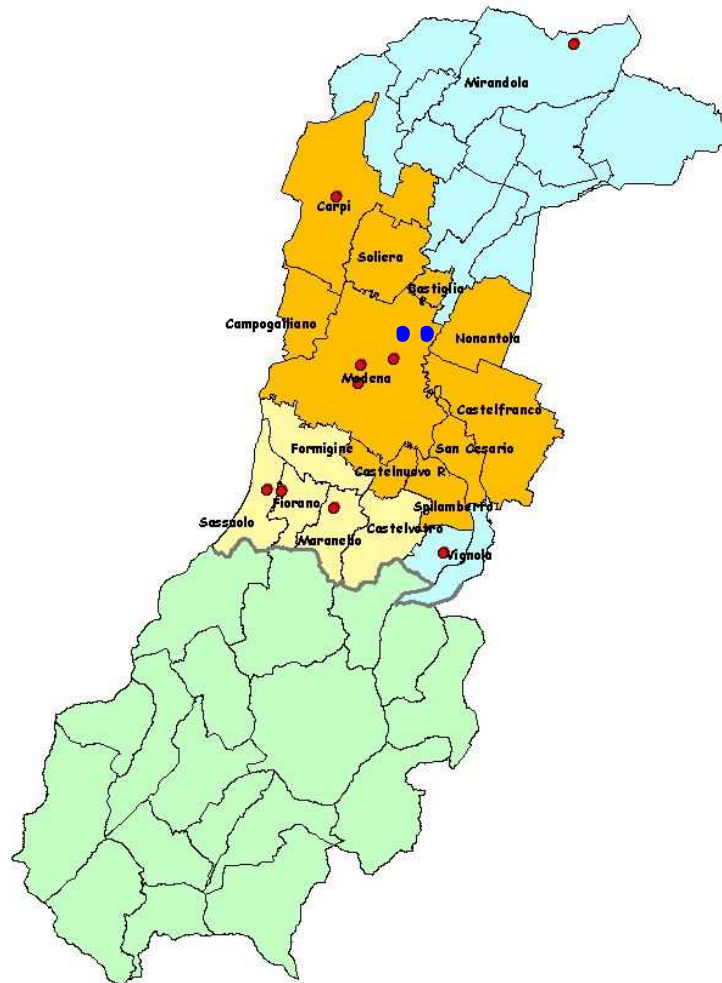 Mirandola
Carpi
Soliera
Bastiglia
Campogalliano
Nonantola
Modena
Castelfranco
Formigine
San Cesario
Castelnuovo R.
Fiorano
Spilamberto
Sassuolo
Castelvetro
Maranello
Vignola